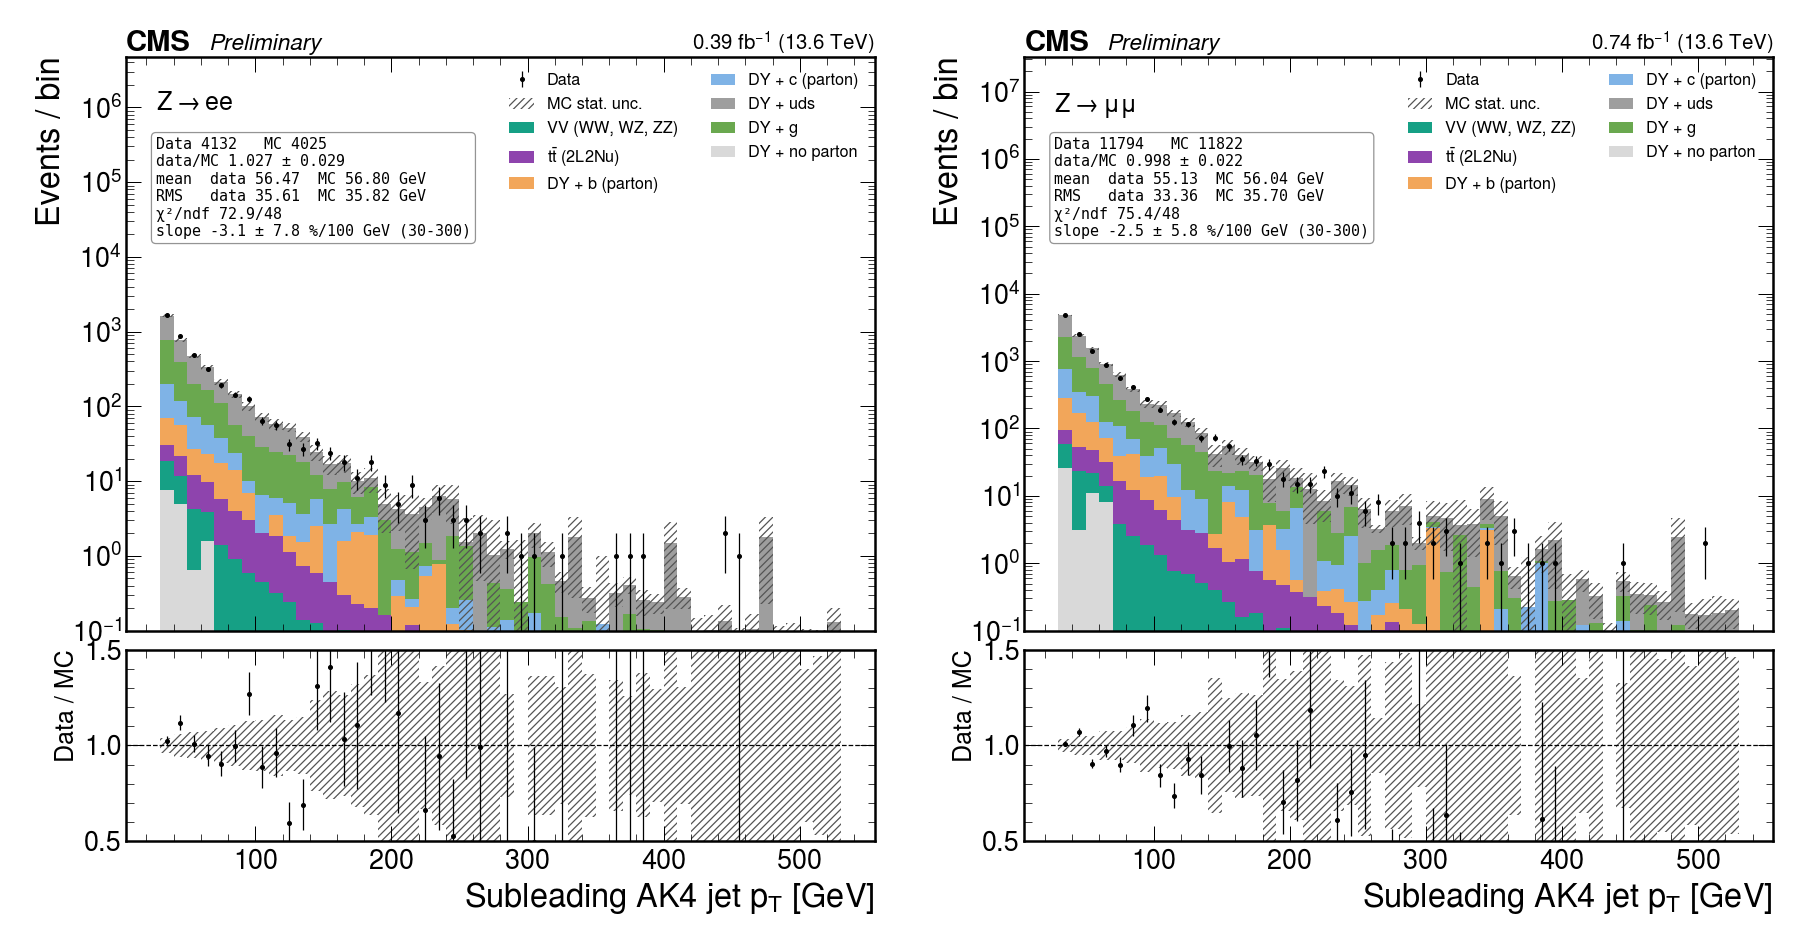 CMS Preliminary 0.39 fb⁻¹ (13.6 TeV)
Events / bin
Z → ee
Data 4132   MC 4025
data/MC 1.027 ± 0.029
mean  data 56.47  MC 56.80 GeV
RMS   data 35.61  MC 35.82 GeV
χ²/ndf 72.9/48
slope -3.1 ± 7.8 %/100 GeV (30-300)
Data
MC stat. unc.
VV (WW, WZ, ZZ)
tt̄ (2L2Nu)
DY + b (parton)
DY + c (parton)
DY + uds
DY + g
DY + no parton
10⁶
10⁵
10⁴
10³
10²
10¹
10⁰
10⁻¹
Data / MC
1.5
1.0
0.5
100 200 300 400 500
Subleading AK4 jet p_T [GeV]
CMS Preliminary 0.74 fb⁻¹ (13.6 TeV)
Events / bin
Z → μμ
Data 11794   MC 11822
data/MC 0.998 ± 0.022
mean  data 55.13  MC 56.04 GeV
RMS   data 33.36  MC 35.70 GeV
χ²/ndf 75.4/48
slope -2.5 ± 5.8 %/100 GeV (30-300)
Data
MC stat. unc.
VV (WW, WZ, ZZ)
tt̄ (2L2Nu)
DY + b (parton)
DY + c (parton)
DY + uds
DY + g
DY + no parton
10⁷
10⁶
10⁵
10⁴
10³
10²
10¹
10⁰
10⁻¹
Data / MC
1.5
1.0
0.5
100 200 300 400 500
Subleading AK4 jet p_T [GeV]